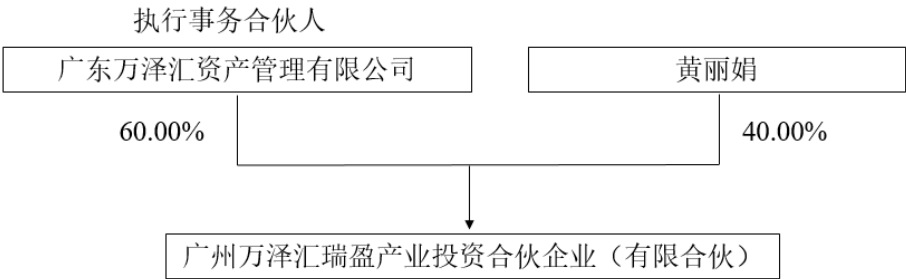 执行事务合伙人
广东万泽汇资产管理有限公司
黄丽娟
60.00%
40.00%
广州万泽汇瑞盈产业投资合伙企业（有限合伙）